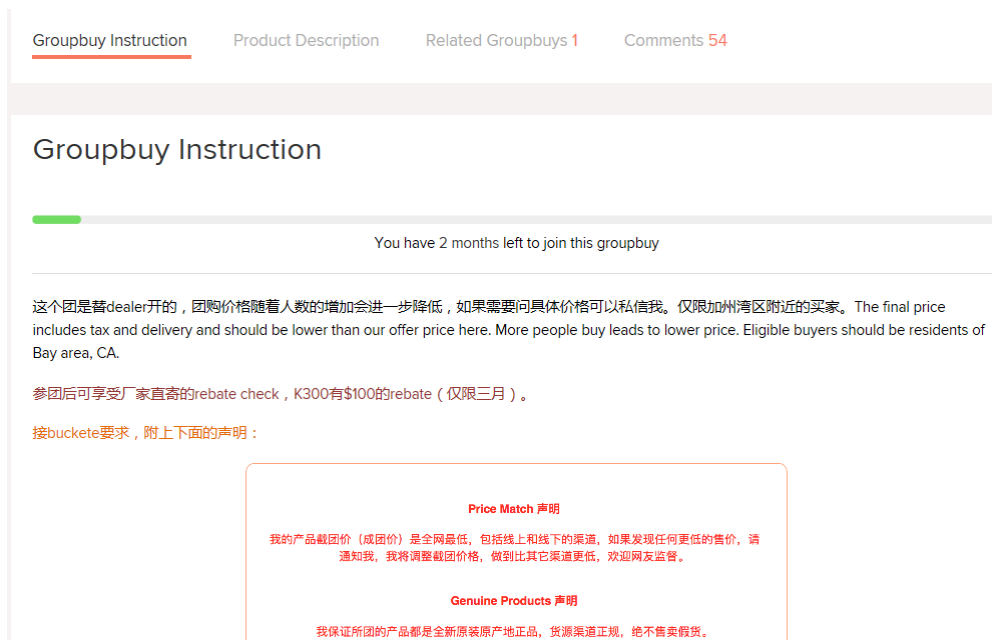 Groupbuy Instruction Product Description Related Groupbuys 1 Comments 54
Groupbuy Instruction
You have 2 months left to join this groupbuy
这个团是替dealer开的，团购价格随着人数的增加会进一步降低，如果需要问具体价格可以私信我。仅限加州湾区附近的买家。The final price
includes tax and delivery and should be lower than our offer price here. More people buy leads to lower price. Eligible buyers should be residents of
Bay area, CA.
参团后可享受厂家直寄的rebate check，K300有$100的rebate（仅限三月）。
接buckete要求，附上下面的声明：
Price Match 声明
我的产品截团价（成团价）是全网最低，包括线上和线下的渠道，如果发现任何更低的售价，请
通知我，我将调整截团价格，做到比其它渠道更低，欢迎网友监督。
Genuine Products 声明
我保证所团的产品都是全新原装原产地正品，货源渠道正规，绝不售卖假货。